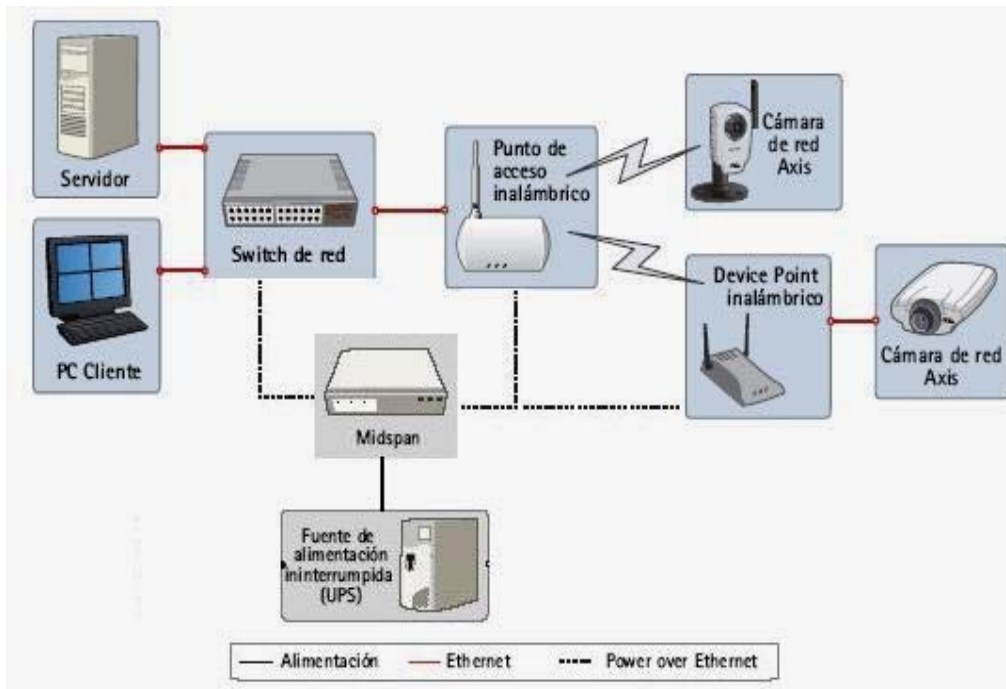 Servidor
PC Cliente
Switch de red
Punto de
acceso
inalámbrico
Cámara
de red
Axis
Device Point
inalámbrico
Cámara de red
Axis
Midspan
Fuente de
alimentación
ininterrumpida
(UPS)
Alimentación
Ethernet
Power over Ethernet